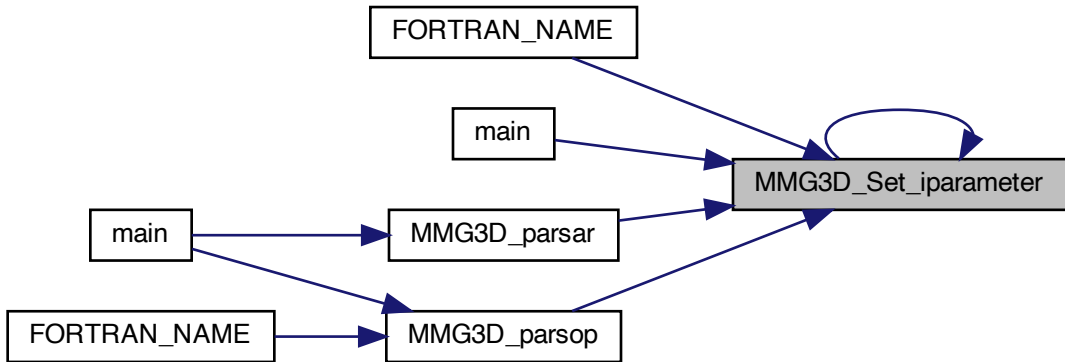 FORTRAN_NAME
main
MMG3D_Set_iparameter
main
MMG3D_parsar
FORTRAN_NAME
MMG3D_parsop